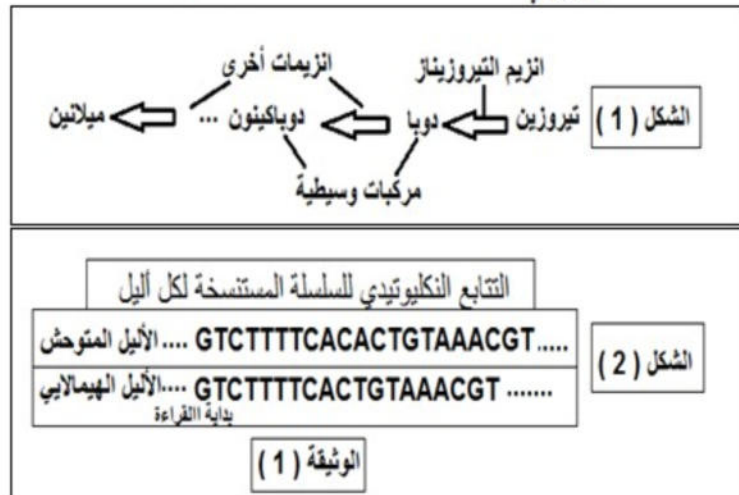 انزيمات أخرى
انزيم التيروزيناز
الشكل ( 1 )
تيروزين
دوبا
دوباكينون ...
ميلانين
مركبات وسيطية
التتابع النكليوتيدي للسلسلة المستنسخة لكل أليل
الشكل ( 2 )
الأليل المتوحش .... GTCTTTTCACACTGTAAACGT.....
الأليل الهيمالايي....GTCTTTTCACTGTAAACGT .......
بداية االقراءة
الوثيقة ( 1 )